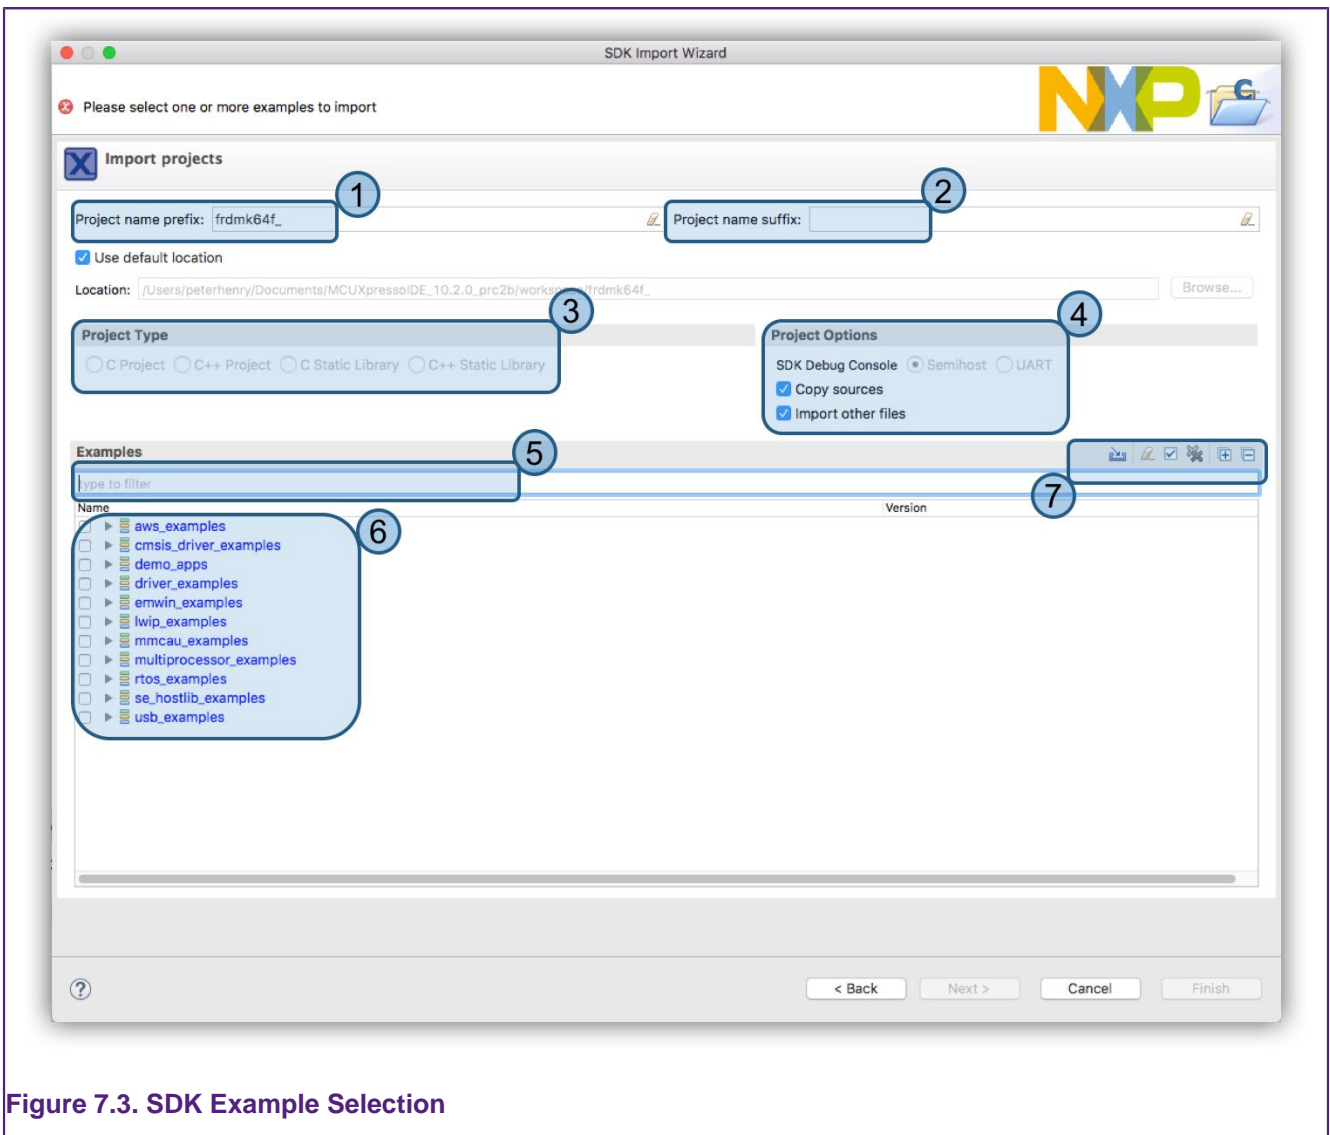 SDK Import Wizard
Please select one or more examples to import
NXP
C
X
Import projects
1
2
Project name prefix: frdmk64f_
Project name suffix:
Use default location
Location: /Users/peterhenry/Documents/MCUXpressoIDE_10.2.0_prc2b/workspace/frdmk64f_
Browse...
3
4
Project Type
Project Options
C Project C++ Project C Static Library C++ Static Library
SDK Debug Console Semihost UART
Copy sources
Import other files
Examples
5
7
type to filter
Name Version
6
aws_examples
cmsis_driver_examples
demo_apps
driver_examples
emwin_examples
lwip_examples
mmcau_examples
multiprocessor_examples
rtos_examples
se_hostlib_examples
usb_examples
?
< Back Next > Cancel Finish
Figure 7.3. SDK Example Selection